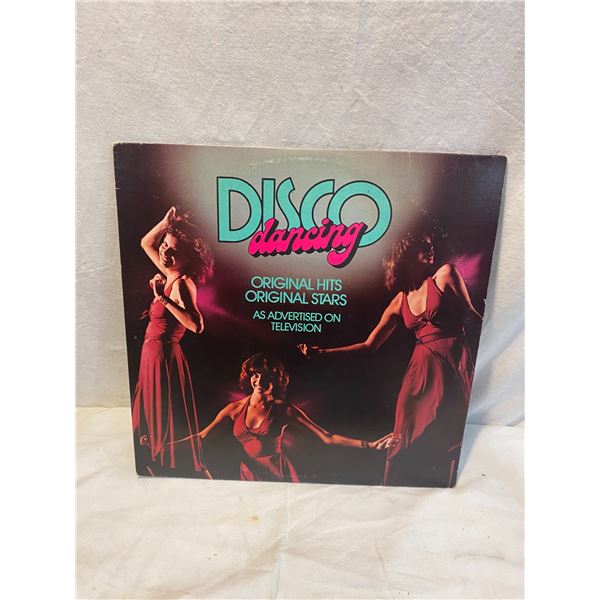 DISCO
dancing
ORIGINAL HITS
ORIGINAL STARS
AS ADVERTISED ON
TELEVISION